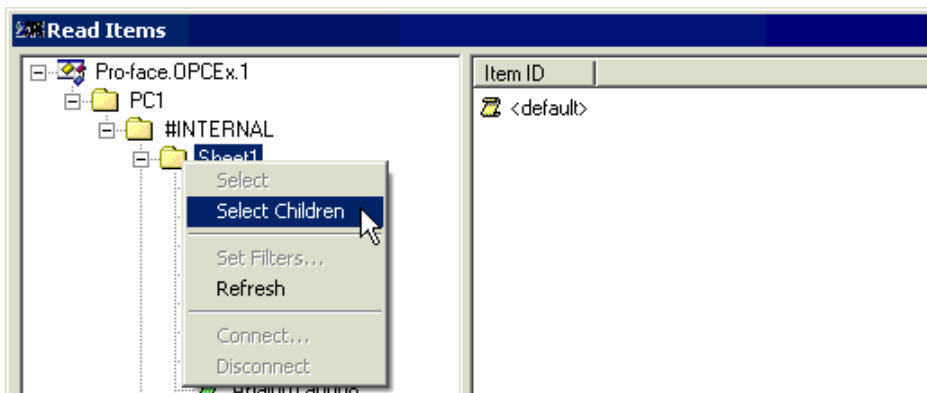 Read Items
Pro-face.OPCEx.1
PC1
#INTERNAL
Sheet1
Select
Select Children
Set Filters...
Refresh
Connect...
Disconnect
Item ID
<default>